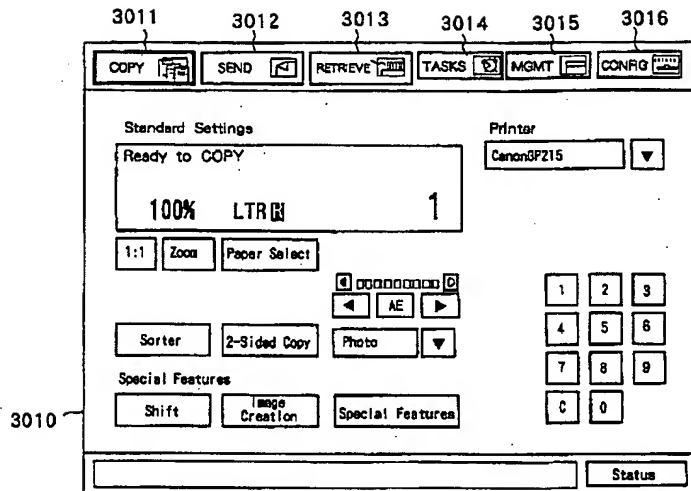 3011 3012 3013 3014 3015 3016
COPY SEND RETRIEVE TASKS MGMT CONFIG
Standard Settings Printer
Ready to COPY CanonGP215
100% LTR R 1
1:1 Zoom Paper Select
AE
1 2 3
Sorter 2-Sided Copy Photo 4 5 6
7 8 9
Special Features
3010
Shift Image Creation Special Features C 0
Status